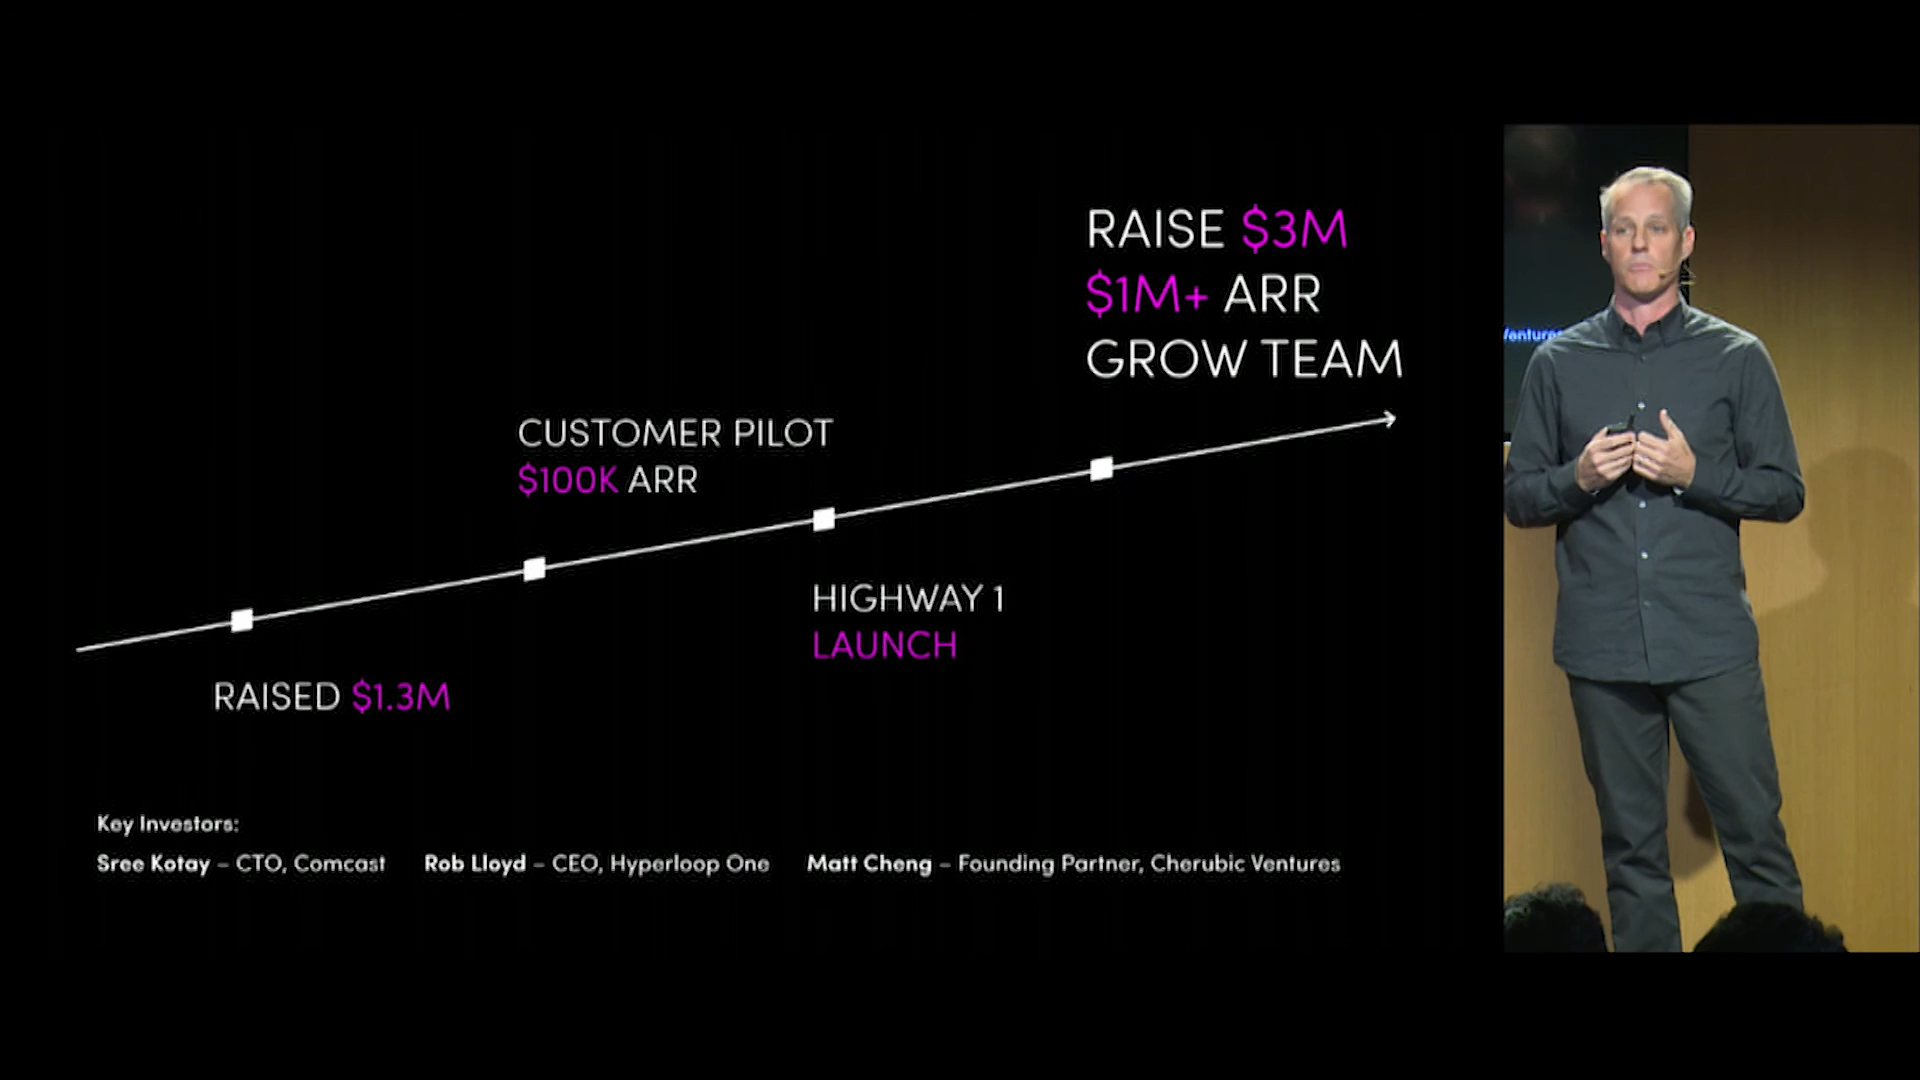 RAISE $3M
$1M+ ARR
GROW TEAM
CUSTOMER PILOT
$100K ARR
HIGHWAY 1
LAUNCH
RAISED $1.3M
Key Investors:
Sree Kotay – CTO, Comcast Rob Lloyd – CEO, Hyperloop One Matt Cheng – Founding Partner, Cherubic Ventures